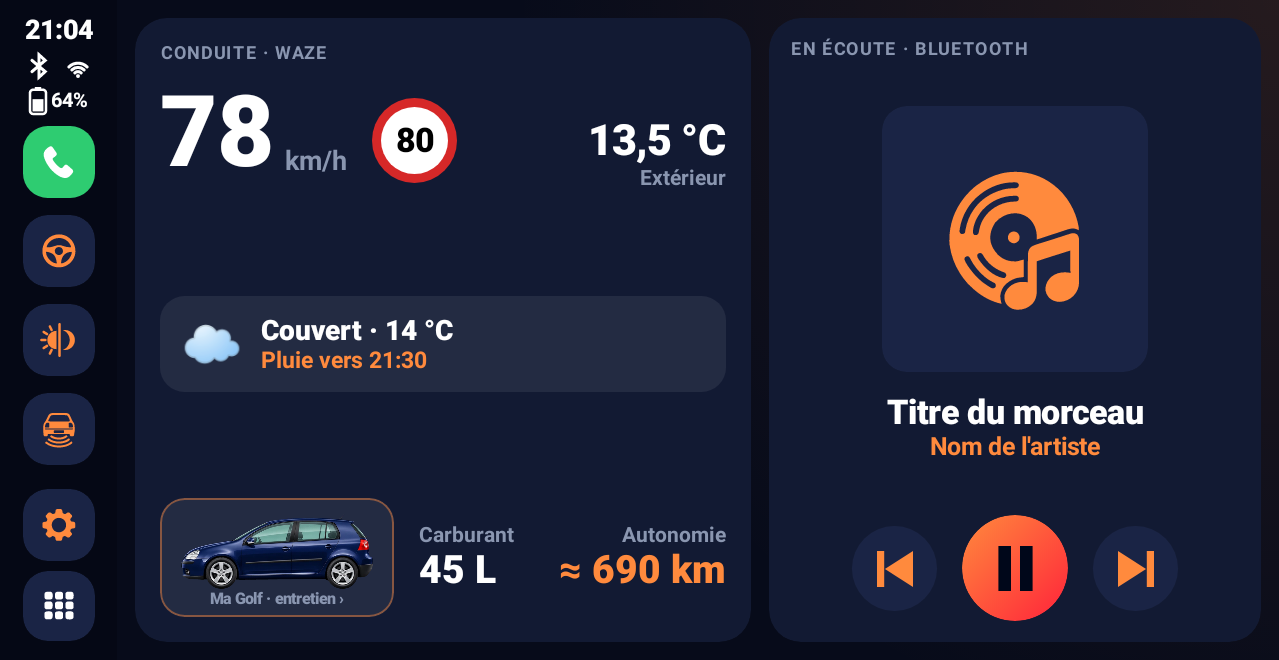 21:04
64%
CONDUITE · WAZE
78 km/h
80
13,5 °C
Extérieur
Couvert · 14 °C
Pluie vers 21:30
Ma Golf · entretien ›
Carburant
45 L
Autonomie
≈ 690 km
EN ÉCOUTE · BLUETOOTH
Titre du morceau
Nom de l'artiste